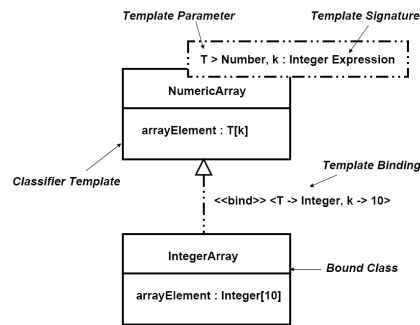 Template Parameter
Template Signature
T > Number, k : Integer Expression
NumericArray
arrayElement : T[k]
Classifier Template
Template Binding
<<bind>> <T -> Integer, k -> 10>
IntegerArray
Bound Class
arrayElement : Integer[10]